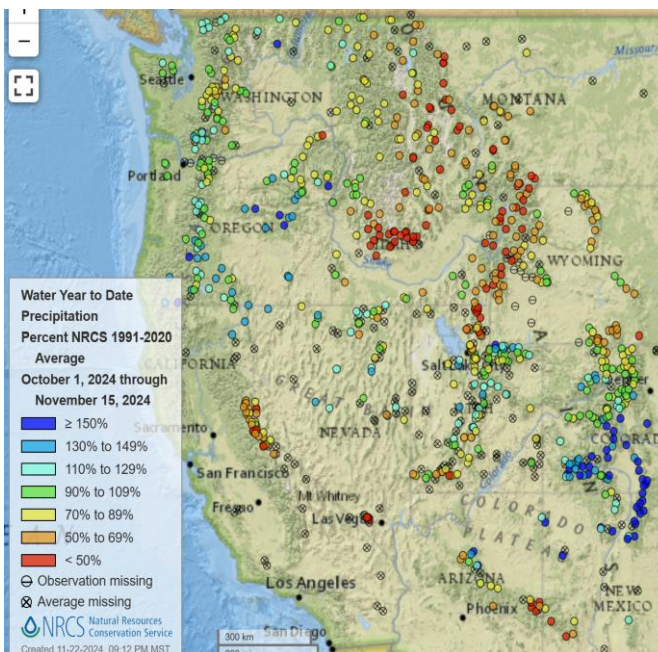 +
−
Seattle
WASHINGTON
MONTANA
Missouri
Portland
OREGON
Snake
WYOMING
Water Year to Date
Precipitation
Percent NRCS 1991-2020
Average
October 1, 2024 through
November 15, 2024
≥ 150%
130% to 149%
110% to 129%
90% to 109%
70% to 89%
50% to 69%
< 50%
Observation missing
Average missing
NRCS Natural Resources
Conservation Service
Created 11-22-2024, 09:12 PM MST
CALIFORNIA
GREAT
NEVADA
UTAH
Sacramento
San Francisco
Fresno
Mt Whitney
Las Vegas
Colorado
COLORADO
PLATEAU
ARIZONA
Phoenix
NEW
MEXICO
Los Angeles
San Diego
300 km